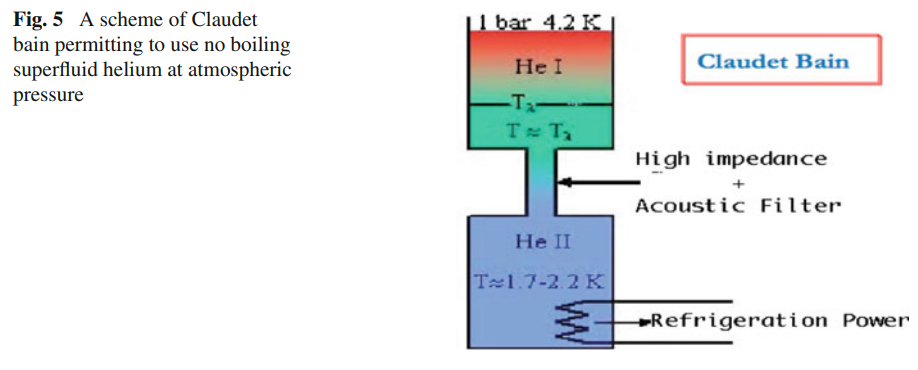 Fig. 5 A scheme of Claudet
bain permitting to use no boiling
superfluid helium at atmospheric
pressure
1 bar 4.2 K
He I
Tλ
T ≈ Tλ
Claudet Bain
High impedance
+
Acoustic Filter
He II
T≈1.7-2.2 K
Refrigeration Power